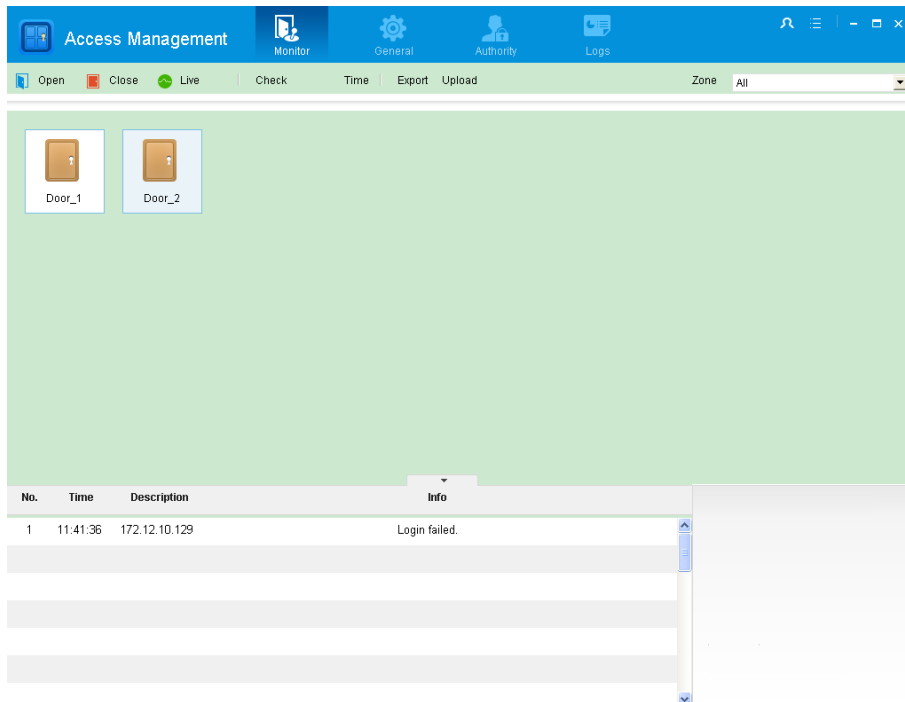 Access Management
Monitor General Authority Logs
Open Close Live Check Time Export Upload Zone All
Door_1 Door_2
No. Time Description Info
1 11:41:36 172.12.10.129 Login failed.